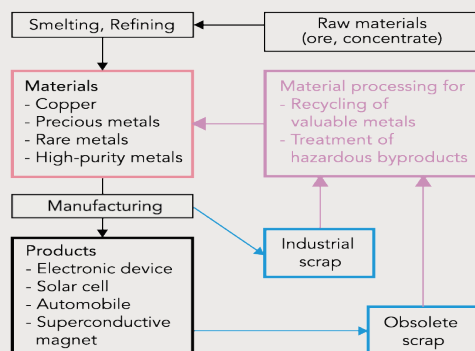 Smelting, Refining
Raw materials
(ore, concentrate)
Materials
- Copper
- Precious metals
- Rare metals
- High-purity metals
Material processing for
- Recycling of
valuable metals
- Treatment of
hazardous byproducts
Manufacturing
Industrial
scrap
Products
- Electronic device
- Solar cell
- Automobile
- Superconductive
magnet
Obsolete
scrap